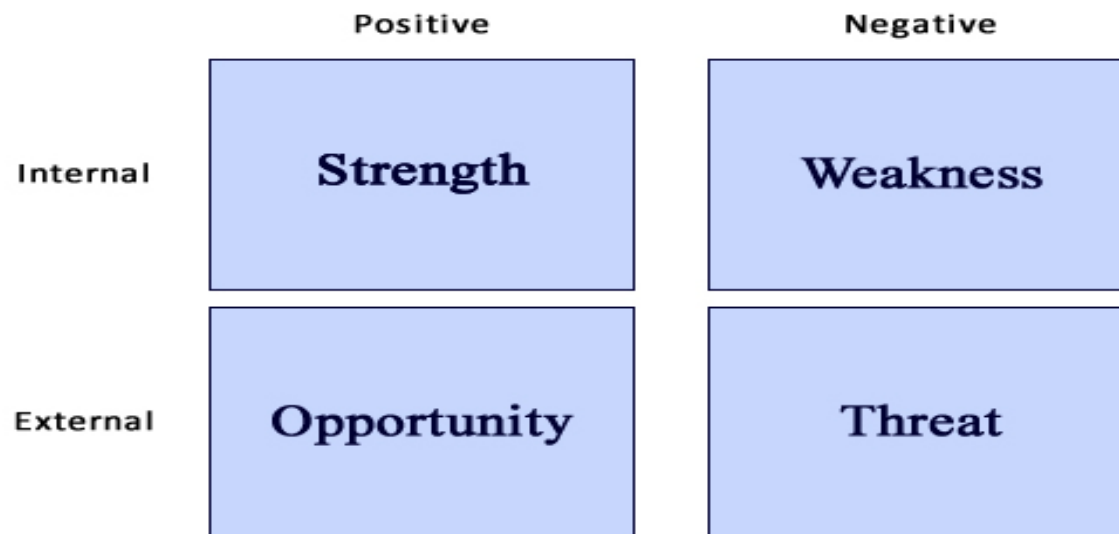 Positive Negative
Internal Strength Weakness
External Opportunity Threat